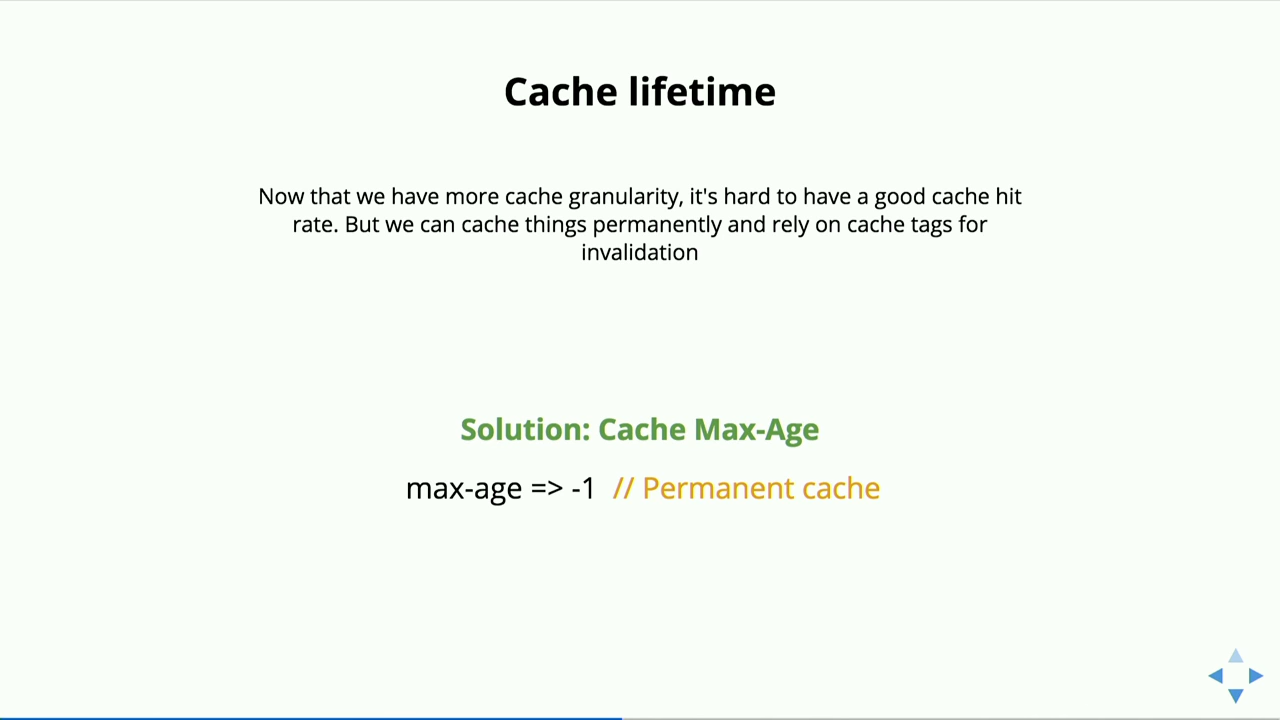 Cache lifetime
Now that we have more cache granularity, it's hard to have a good cache hit
rate. But we can cache things permanently and rely on cache tags for
invalidation
Solution: Cache Max-Age
max-age => -1 // Permanent cache